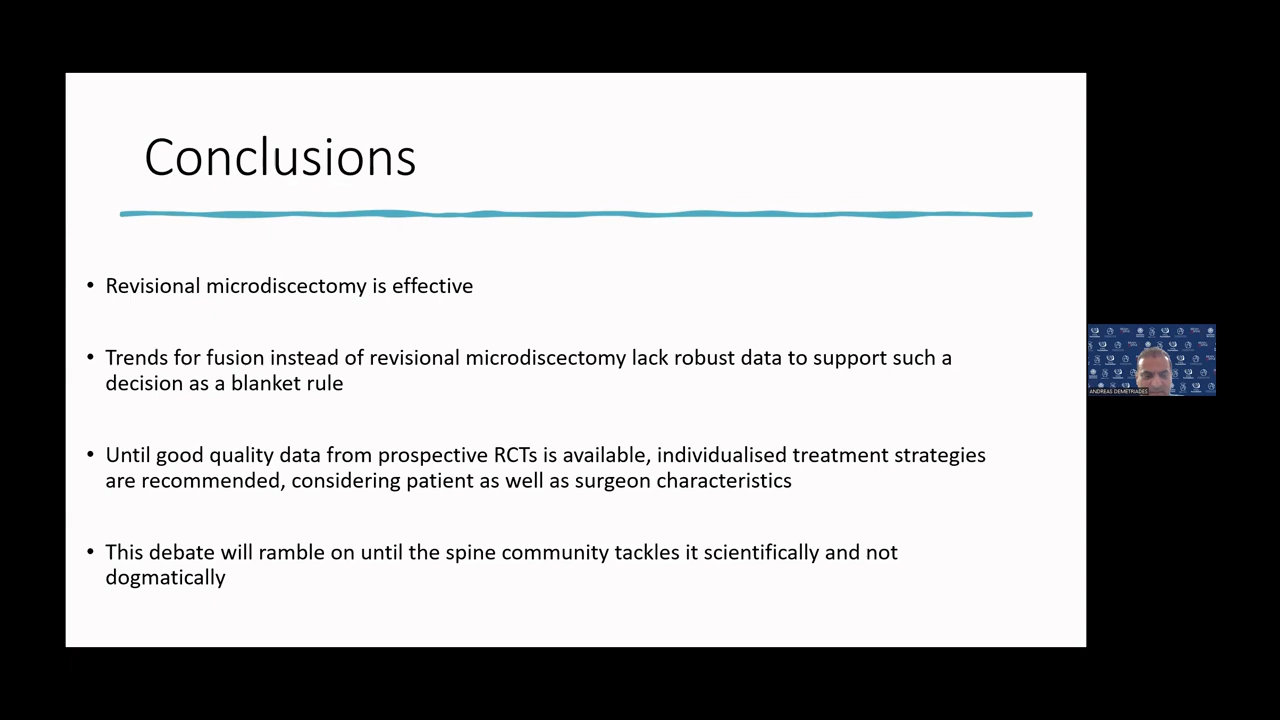 Conclusions
• Revisional microdiscectomy is effective
• Trends for fusion instead of revisional microdiscectomy lack robust data to support such a
decision as a blanket rule
• Until good quality data from prospective RCTs is available, individualised treatment strategies
are recommended, considering patient as well as surgeon characteristics
• This debate will ramble on until the spine community tackles it scientifically and not
dogmatically
ANDREAS DEMETRIADES